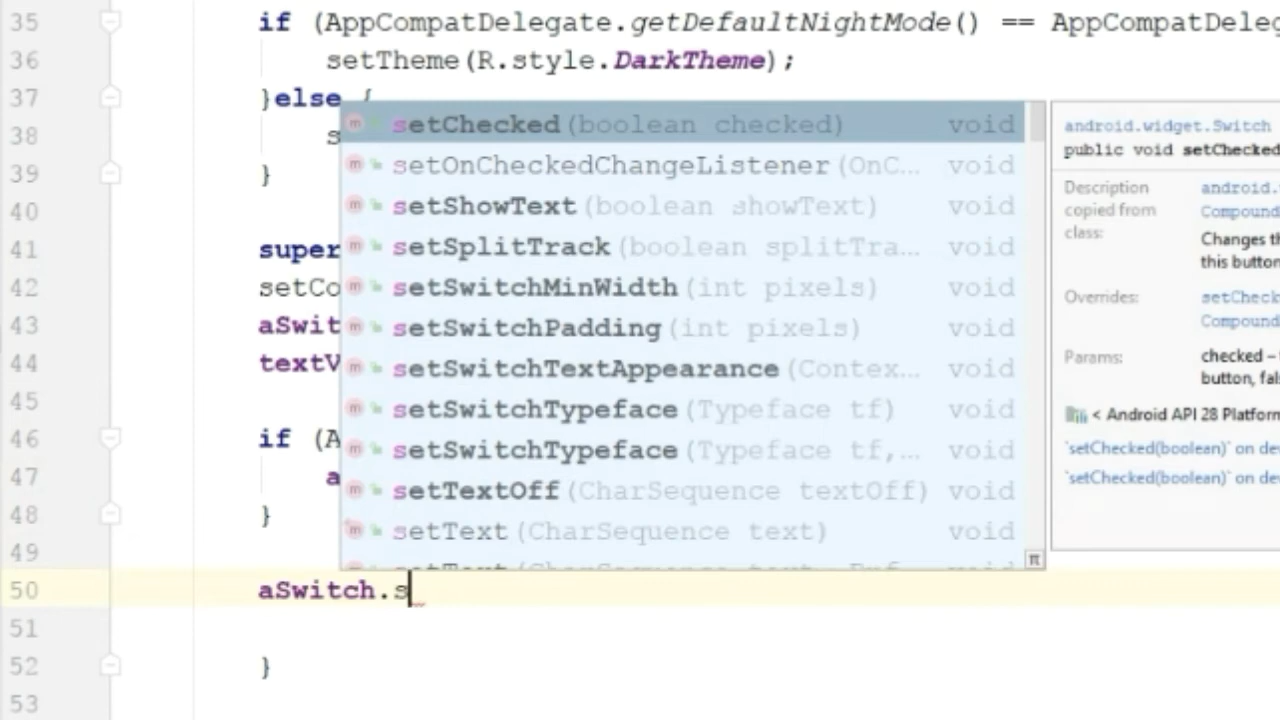 35 if (AppCompatDelegate.getDefaultNightMode() == AppCompatDeleg
36 setTheme(R.style.DarkTheme);
37 }else {
38 s
39 }
40
41 super
42 setCo
43 aSwit
44 textV
45
46 if (A
47 a
48 }
49
50 aSwitch.s
51
52 }
53
setChecked(boolean checked) void
setOnCheckedChangeListener(OnC… void
setShowText(boolean showText) void
setSplitTrack(boolean splitTra… void
setSwitchMinWidth(int pixels) void
setSwitchPadding(int pixels) void
setSwitchTextAppearance(Contex… void
setSwitchTypeface(Typeface tf) void
setSwitchTypeface(Typeface tf,… void
setTextOff(CharSequence textOff) void
setText(CharSequence text) void
π
android.widget.Switch
public void setChecked
Description copied from class:
android.
Compound
Changes th
this button
Overrides:
setCheck
Compound
Params:
checked –
button, fal
< Android API 28 Platform
`setChecked(boolean)` on dev
`setChecked(boolean)` on dev